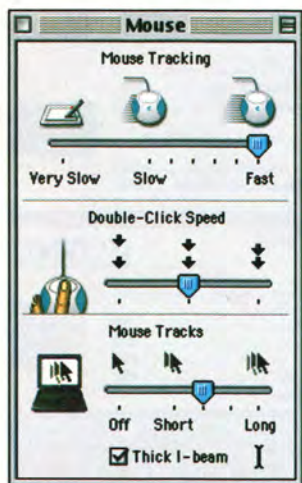 Mouse
Mouse Tracking
Very Slow Slow Fast
Double-Click Speed
Mouse Tracks
Off Short Long
Thick I-beam